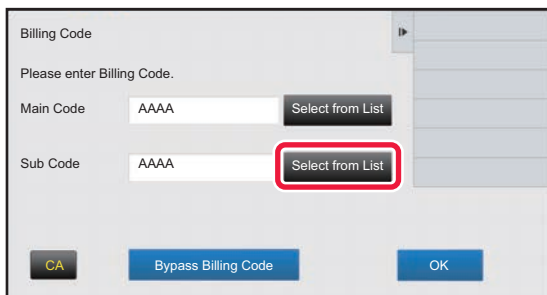 Billing Code
Please enter Billing Code.
Main Code AAAA Select from List
Sub Code AAAA Select from List
CA Bypass Billing Code OK